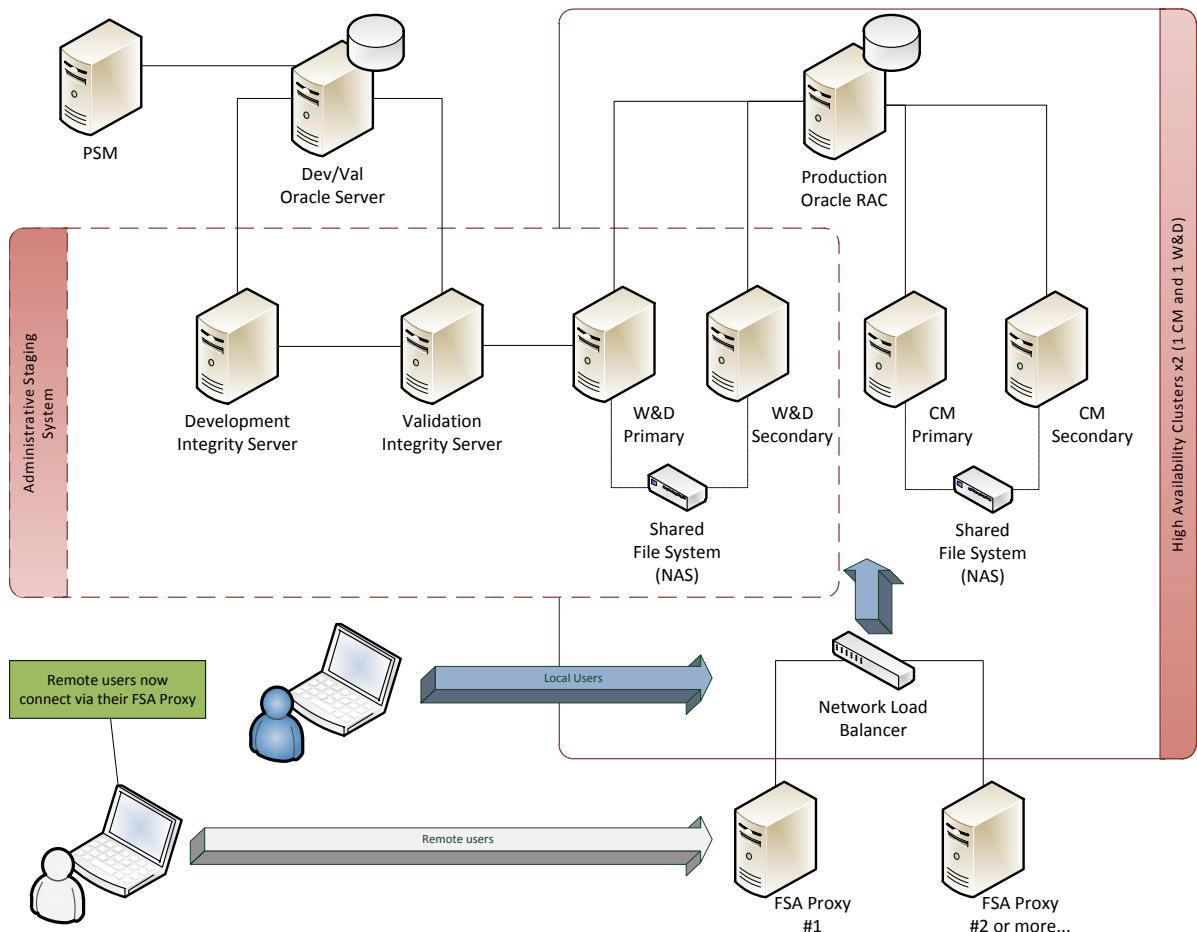 PSM
Dev/Val
Oracle Server
Production
Oracle RAC
Administrative Staging
System
High Availability Clusters x2 (1 CM and 1 W&D)
Development
Integrity Server
Validation
Integrity Server
W&D
Primary
W&D
Secondary
CM
Primary
CM
Secondary
Shared
File System
(NAS)
Shared
File System
(NAS)
Remote users now
connect via their FSA Proxy
Local Users
Network Load
Balancer
Remote users
FSA Proxy
#1
FSA Proxy
#2 or more...